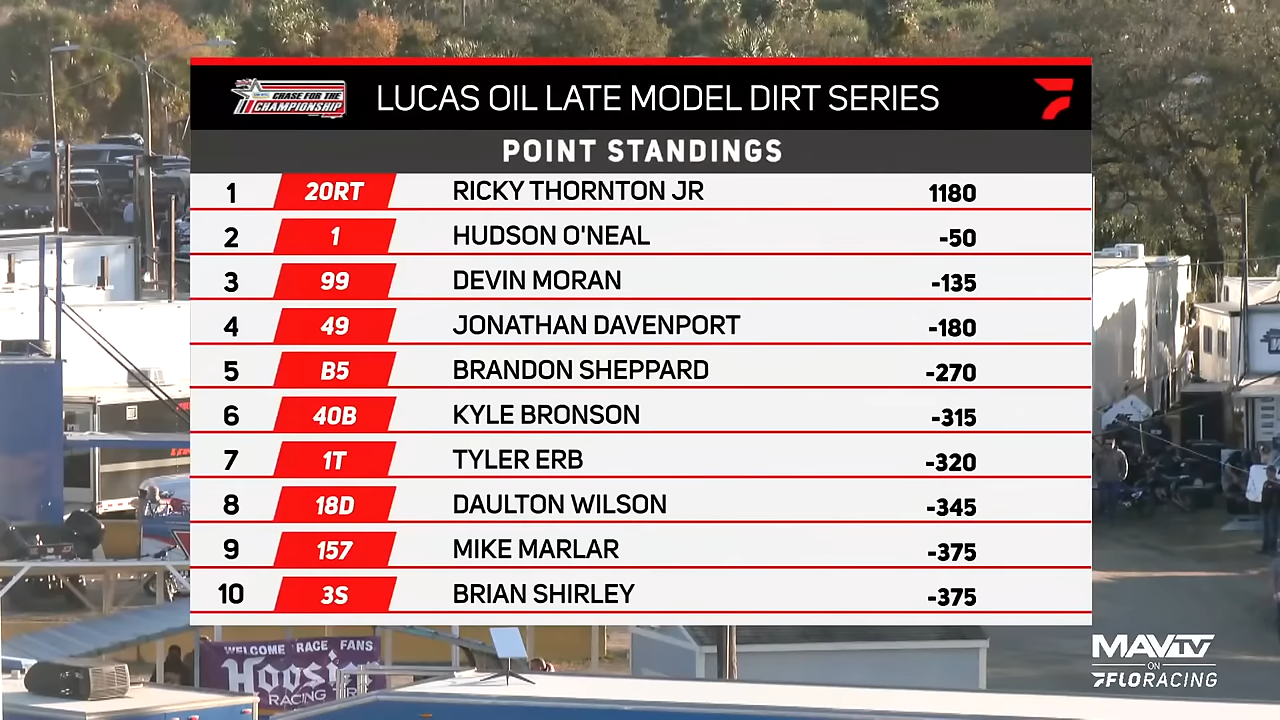 CHASE FOR THE
CHAMPIONSHIP
LUCAS OIL LATE MODEL DIRT SERIES
POINT STANDINGS
1 20RT RICKY THORNTON JR 1180
2 1 HUDSON O'NEAL -50
3 99 DEVIN MORAN -135
4 49 JONATHAN DAVENPORT -180
5 B5 BRANDON SHEPPARD -270
6 40B KYLE BRONSON -315
7 1T TYLER ERB -320
8 18D DAULTON WILSON -345
9 157 MIKE MARLAR -375
10 3S BRIAN SHIRLEY -375
WELCOME RACE FANS
Hoosier
RACING TIRE
MAVTV
ON
FLORACING